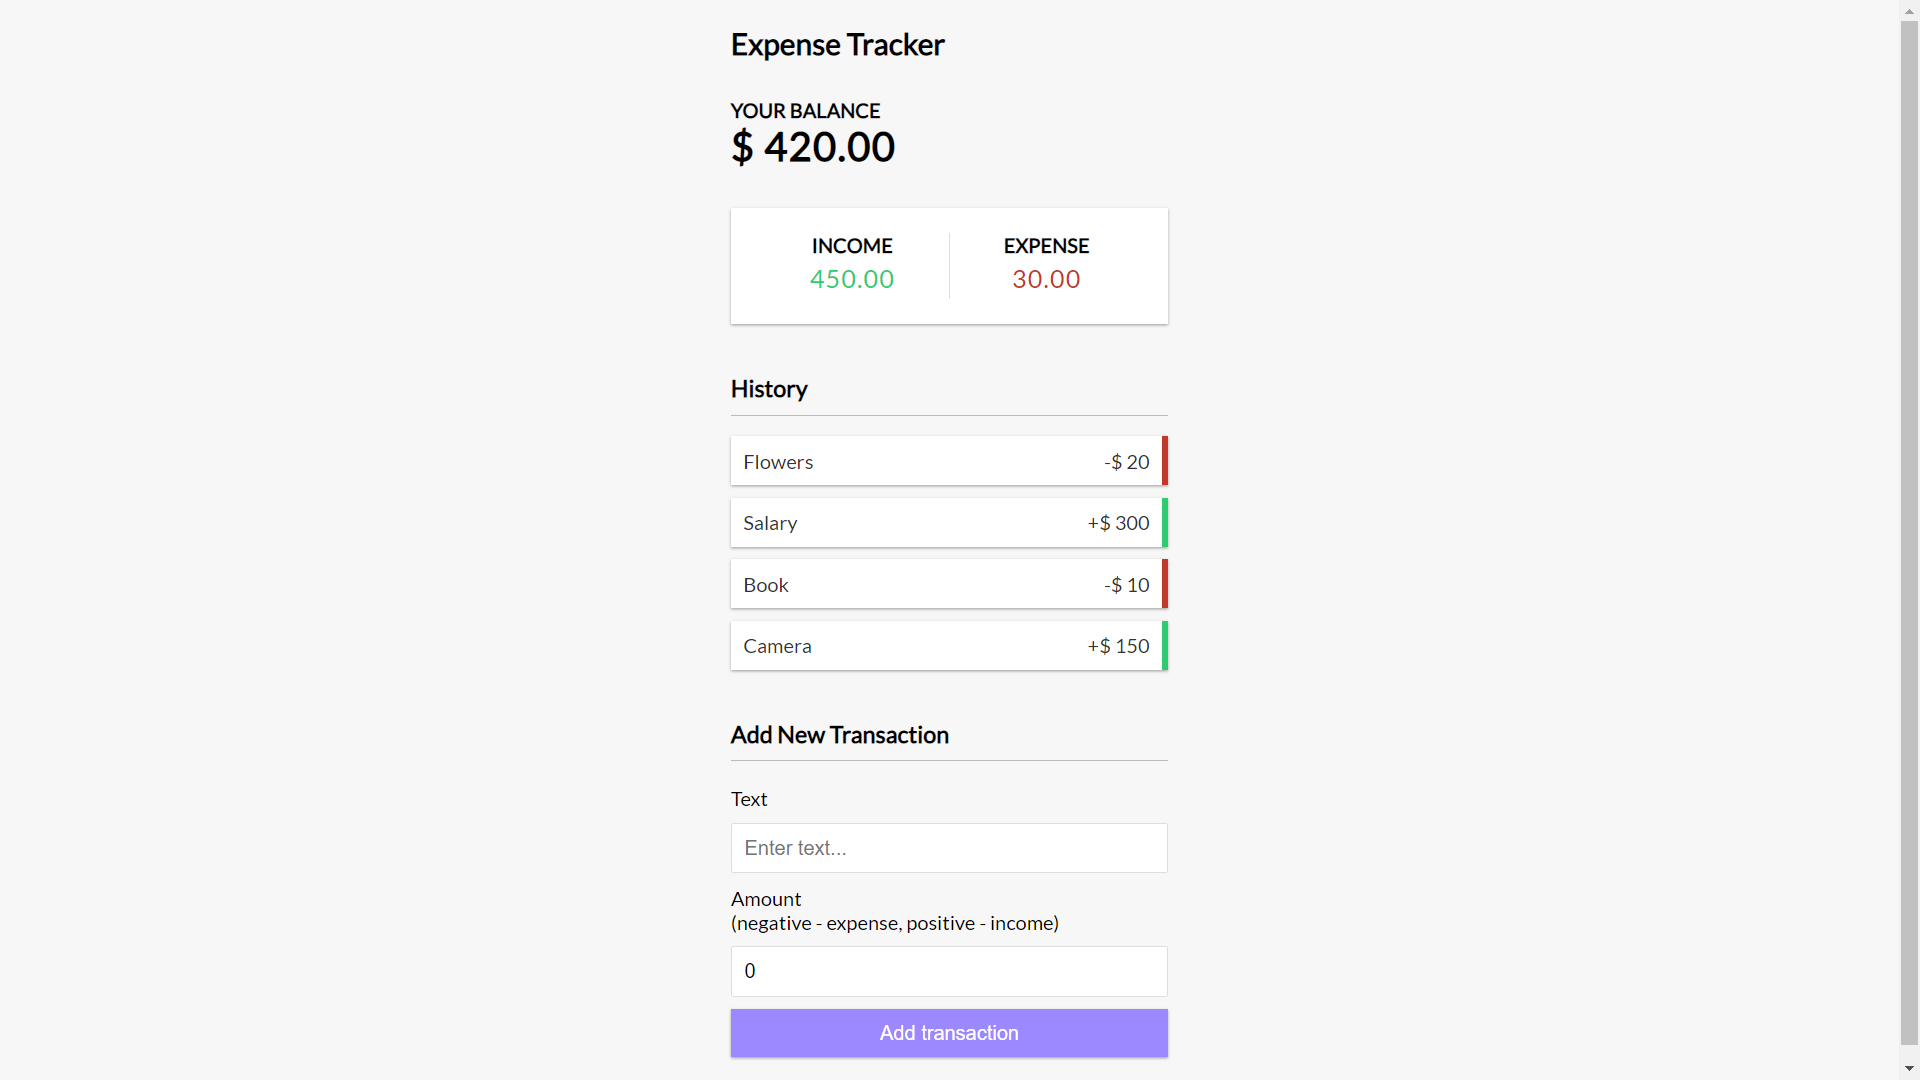 Expense Tracker
YOUR BALANCE
$ 420.00
INCOME EXPENSE
450.00 30.00
History
Flowers -$ 20
Salary +$ 300
Book -$ 10
Camera +$ 150
Add New Transaction
Text
Enter text...
Amount
(negative - expense, positive - income)
0
Add transaction